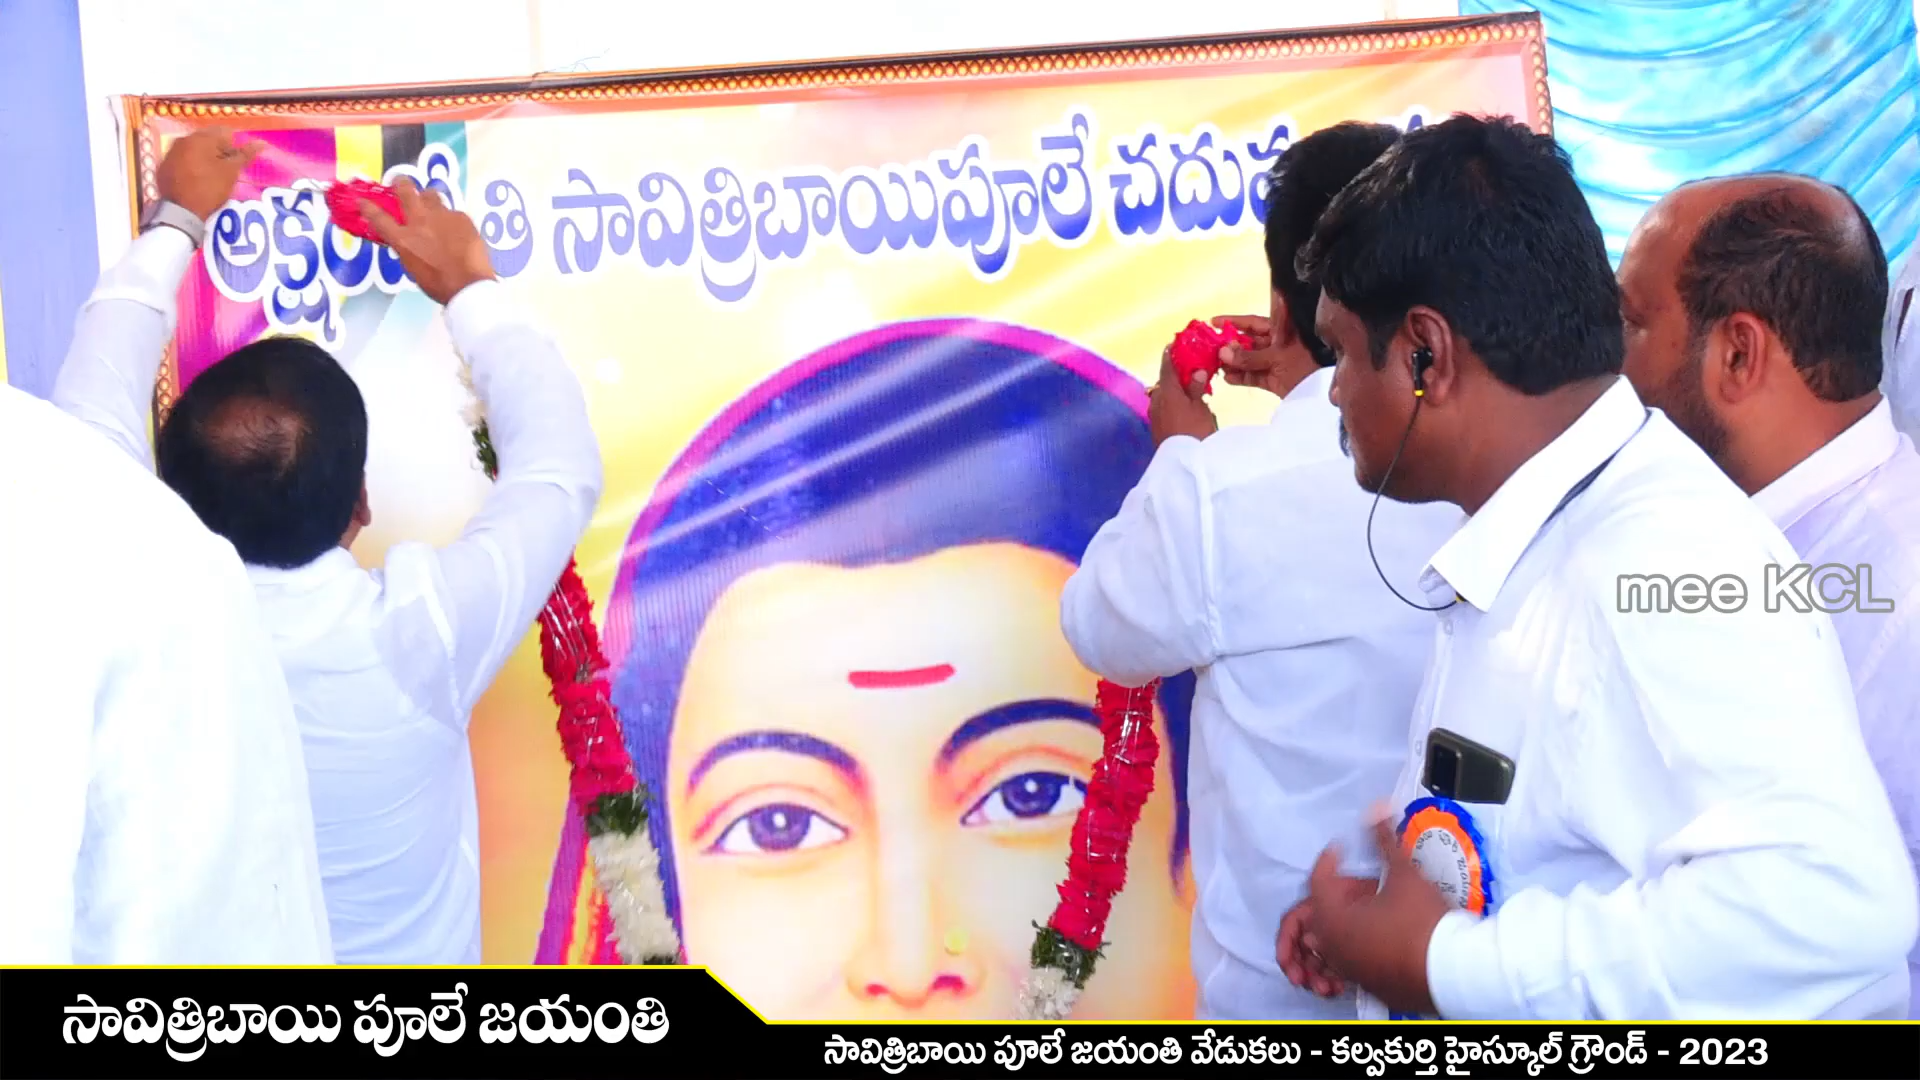 సావిత్రిబాయిపూలే
mee KCL
సావిత్రిబాయి పూలే జయంతి
సావిత్రిబాయి పూలే జయంతి వేడుకలు - కల్వకుర్తి హైస్కూల్ గ్రౌండ్ - 2023